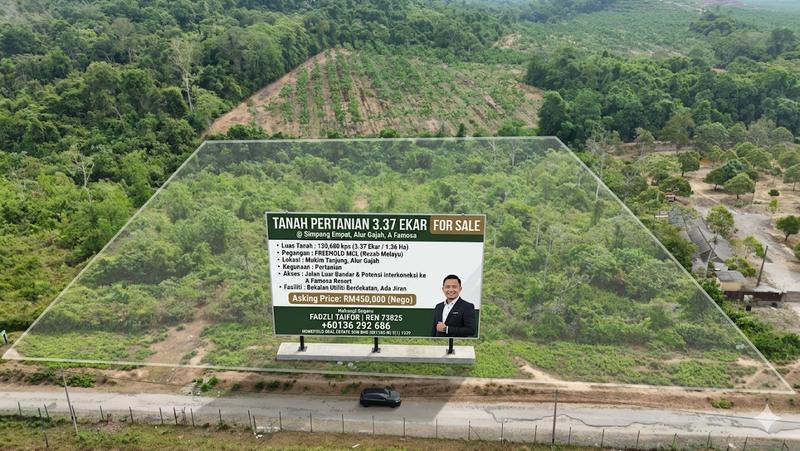 TANAH PERTANIAN 3.37 EKAR FOR SALE
@ Simpang Empat, Alur Gajah, A Famosa
• Luas Tanah : 130,680 kps (3.37 Ekar / 1.36 Ha)
• Pegangan : FREEMOLD MCL (Rezab Melayu)
• Lokasi : Mukim Tanjung, Alur Gajah
• Kegunaan : Pertanian
• Akses : Jalan Luar Bandar & Potensi interkoneksi ke
A Famosa Resort
• Fasiliti : Bekalan Utiliti Berdekatan, Ada Jiran
Asking Price: RM450,000 (Nego)
FADZLI TAIFOR | REN 73825
+60136 292 686